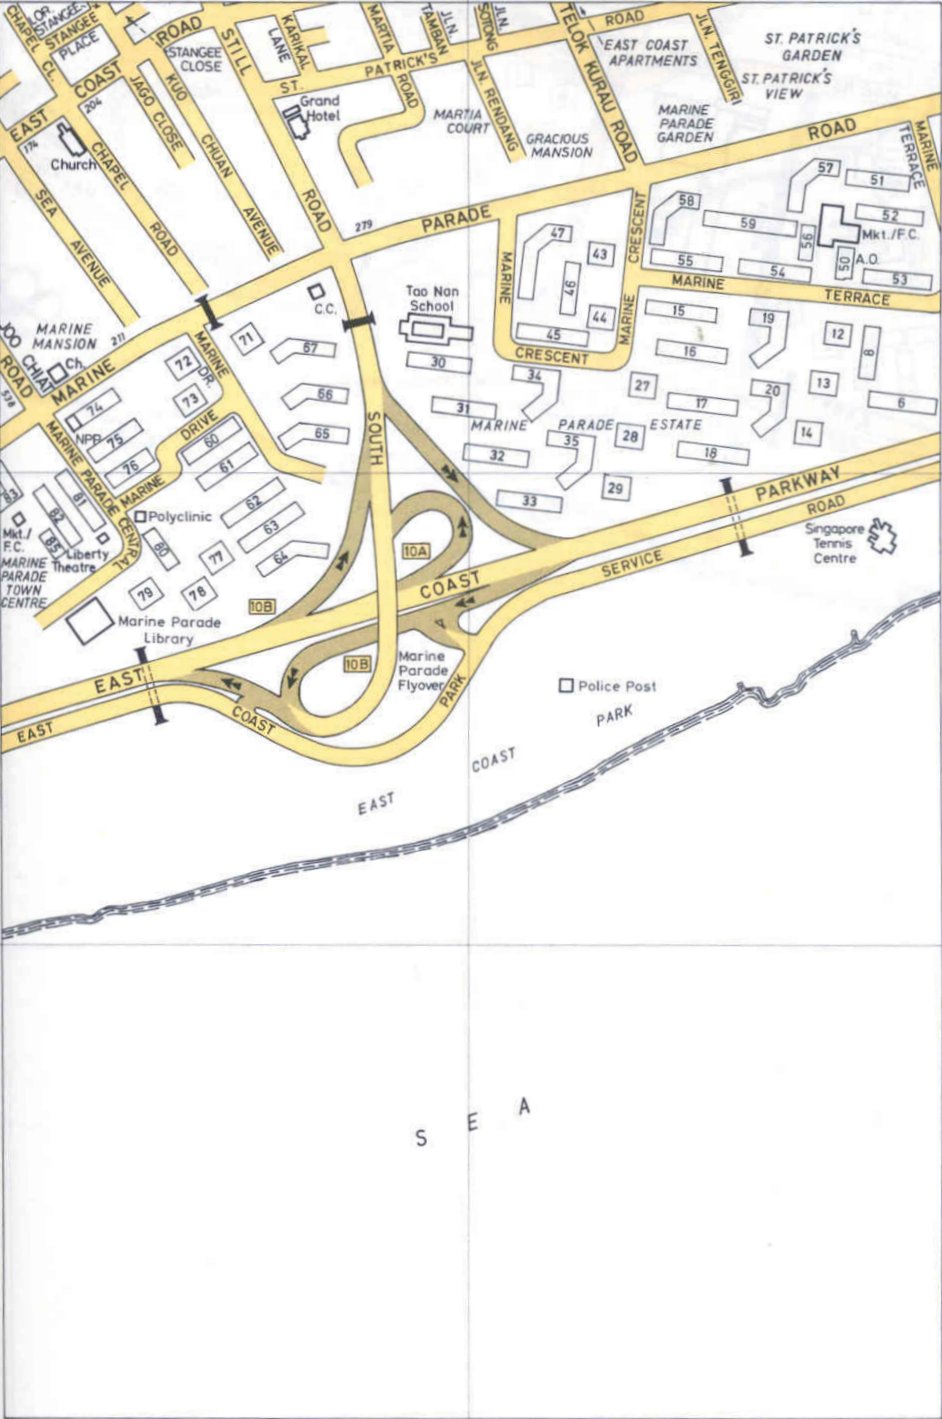 LOR. STANGEE
CHAPEL CL.
STANGEE
PLACE
ROAD
STANGEE
CLOSE
STILL
KARIKAL
LANE
MARTIA
ROAD
JLN.
TAMBAN
JLN.
SOTONG
TELOK KURAU ROAD
ROAD
JLN TENGGIRI
EAST COAST
APARTMENTS
ST. PATRICK'S
GARDEN
ST. PATRICK'S
VIEW
EAST COAST
204
174
JAGO CLOSE
KUO CHUAN AVENUE
ST. PATRICK'S
JLN RENDANG
Grand
Hotel
MARTIA
COURT
GRACIOUS
MANSION
MARINE
PARADE
GARDEN
ROAD
MARINE
TERRACE
Church
CHAPEL ROAD
SEA AVENUE
ROAD
279
PARADE
57
51
58
59
52
56
Mkt./F.C.
50
A.O.
55
54
53
MARINE TERRACE
CRESCENT
MARINE
47
43
46
44
45
MARINE
CRESCENT
C.C.
Tao Nan
School
30
15
19
12
8
16
34
27
20
13
6
17
31
MARINE PARADE ESTATE
14
35
28
18
32
33
29
JOO CHIAT
ROAD
538
MARINE
MANSION
211
Ch.
MARINE
71
72
MARINE
DR.
73
67
66
65
74
NPP
75
76
DRIVE
MARINE
60
61
62
63
64
MARINE PARADE CENTRAL
83
82
81
85
Mkt./
F.C.
Liberty
Theatre
MARINE
PARADE
TOWN
CENTRE
Polyclinic
80
77
78
79
Marine Parade
Library
SOUTH
10A
10B
10B
COAST
PARKWAY
SERVICE
ROAD
Singapore
Tennis
Centre
Marine
Parade
Flyover
EAST
EAST
COAST
PARK
Police Post
EAST COAST PARK
SEA